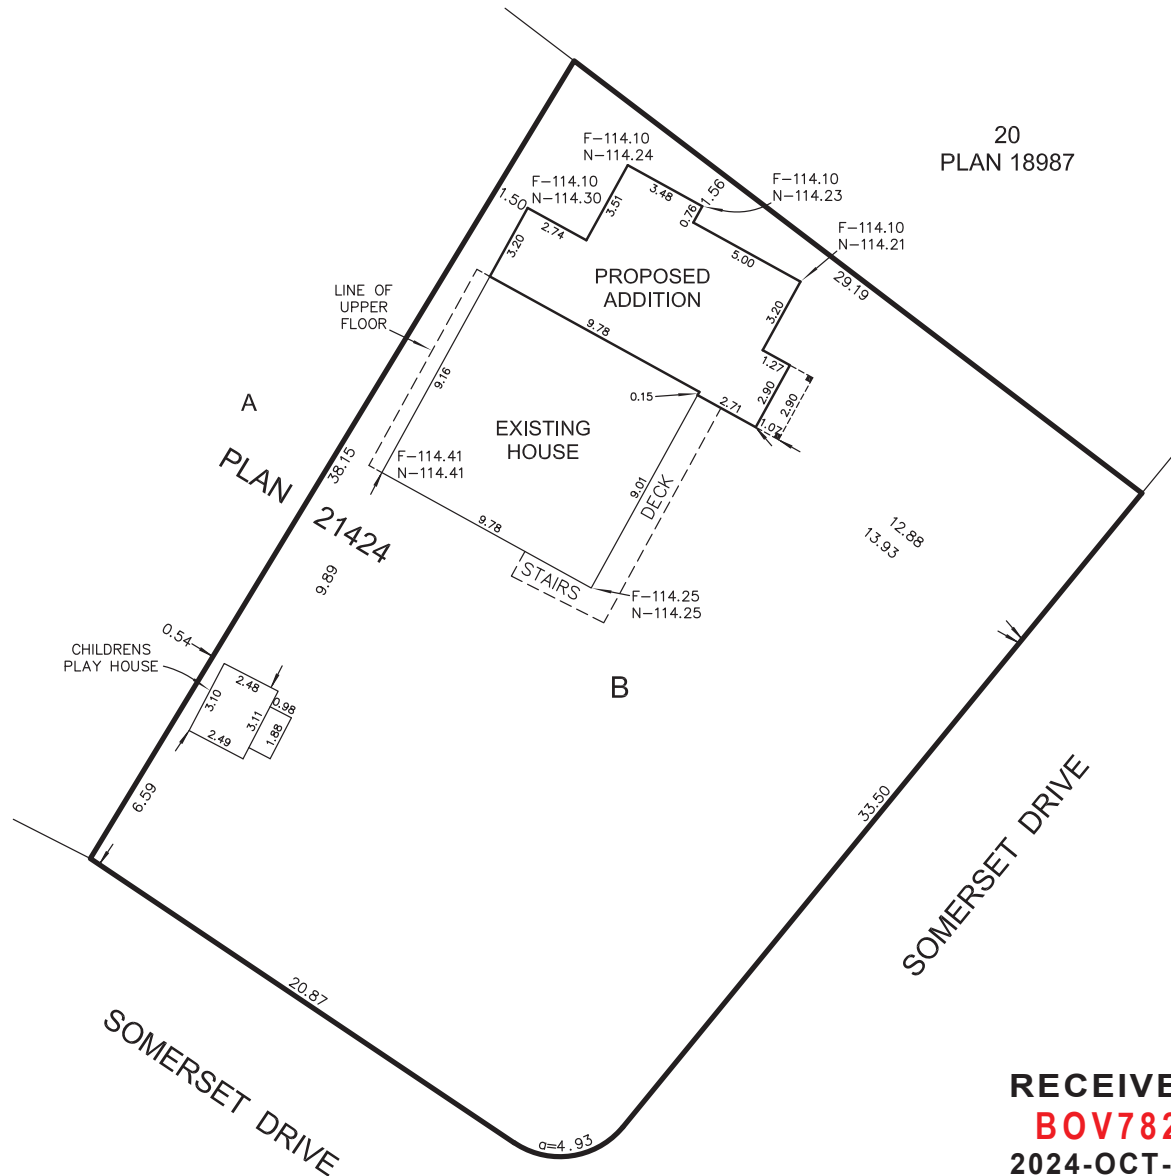 20
PLAN 18987
F-114.10
N-114.24
F-114.10
N-114.30
F-114.10
N-114.23
F-114.10
N-114.21
1.50
2.74
3.51
3.48
0.76
1.56
5.00
29.19
3.20
3.20
PROPOSED
ADDITION
LINE OF
UPPER
FLOOR
9.78
1.27
9.16
0.15
2.71
2.90
2.90
1.07
A
EXISTING
HOUSE
PLAN
38.15
F-114.41
N-114.41
21424
9.01
DECK
9.78
12.88
13.93
9.89
STAIRS
F-114.25
N-114.25
0.54
CHILDRENS
PLAY HOUSE
2.48
3.10
0.98
3.11
1.88
2.49
B
6.59
33.50
SOMERSET DRIVE
20.87
SOMERSET DRIVE
a=4.93
RECEIVE
BOV782
2024-OCT-